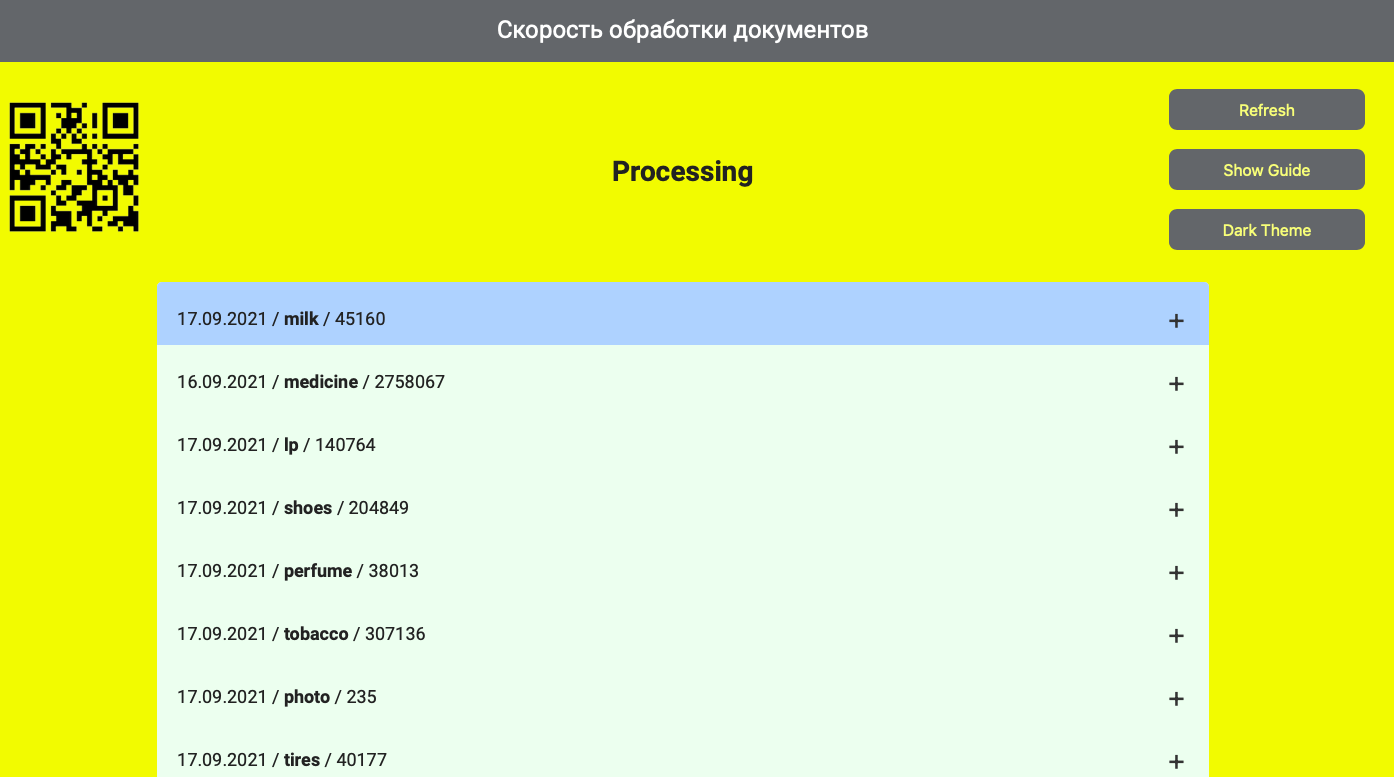 Скорость обработки документов
Refresh
Processing
Show Guide
Dark Theme
17.09.2021 / milk / 45160 +
16.09.2021 / medicine / 2758067 +
17.09.2021 / lp / 140764 +
17.09.2021 / shoes / 204849 +
17.09.2021 / perfume / 38013 +
17.09.2021 / tobacco / 307136 +
17.09.2021 / photo / 235 +
17.09.2021 / tires / 40177 +